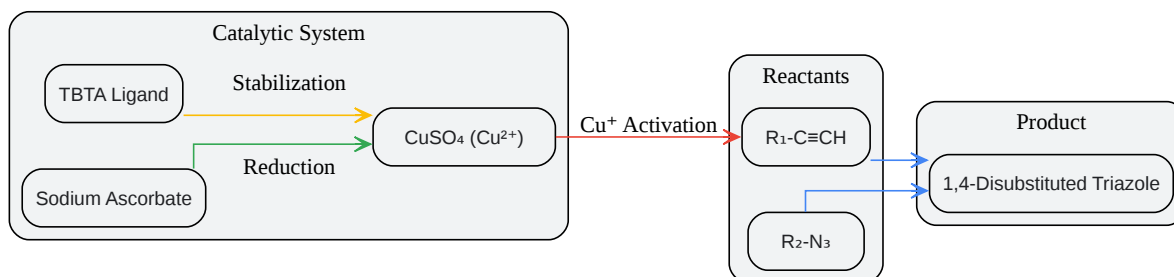 Catalytic System
TBTA Ligand
Stabilization
CuSO₄ (Cu²⁺)
Reduction
Sodium Ascorbate
Cu⁺ Activation
Reactants
R₁-C≡CH
R₂-N₃
Product
1,4-Disubstituted Triazole